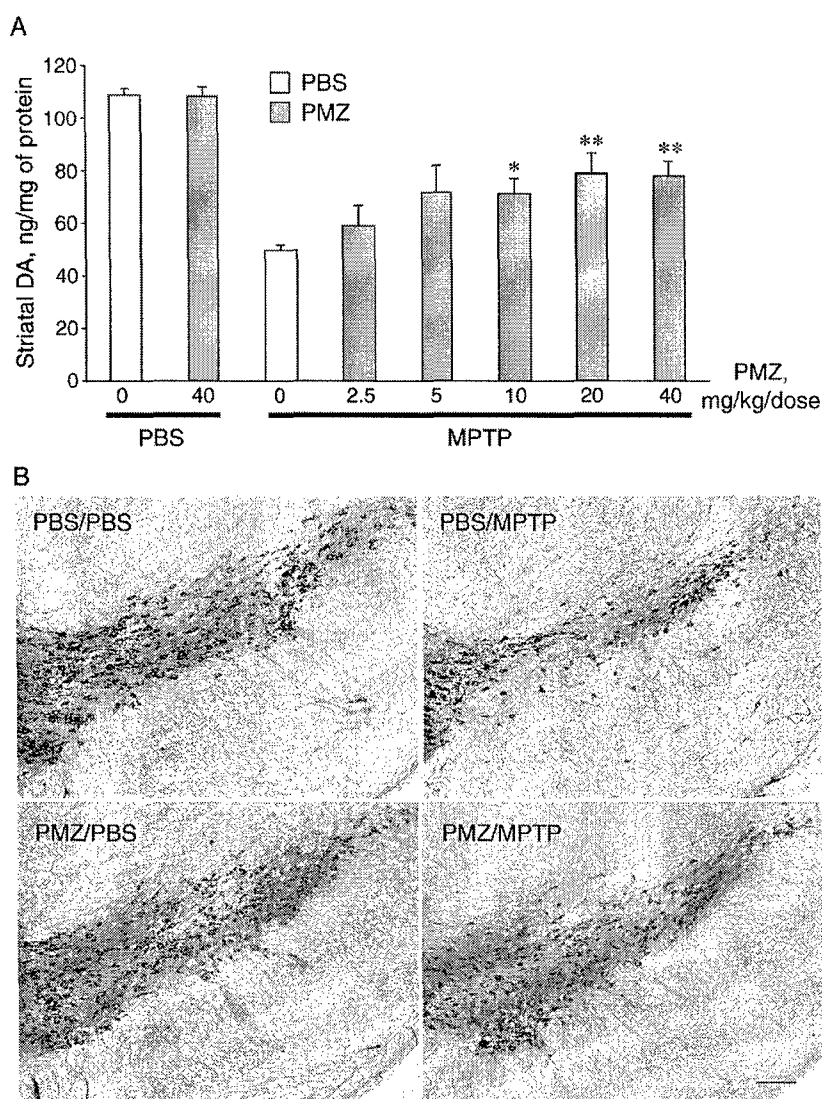 A
Striatal DA, ng/mg of protein
120
100
80
60
40
20
0
PBS
PMZ
*
**
**
0 40 0 2.5 5 10 20 40
PMZ,
mg/kg/dose
PBS MPTP
B
PBS/PBS
PBS/MPTP
PMZ/PBS
PMZ/MPTP